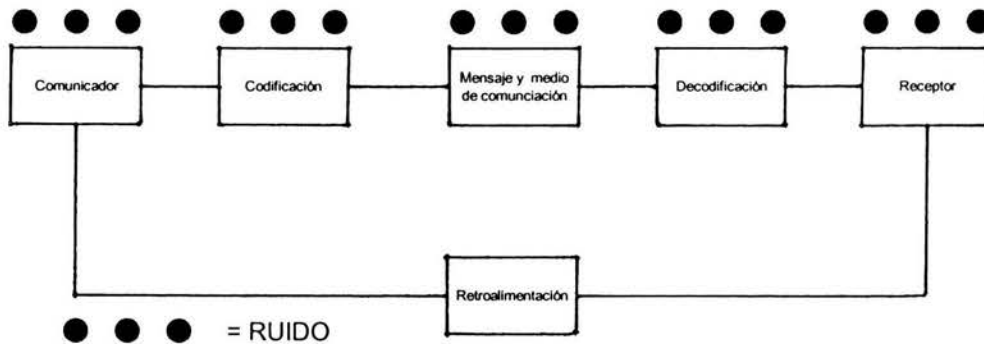 Comunicador
Codificación
Mensaje y medio
de comunciación
Decodificación
Receptor
Retroalimentación
= RUIDO